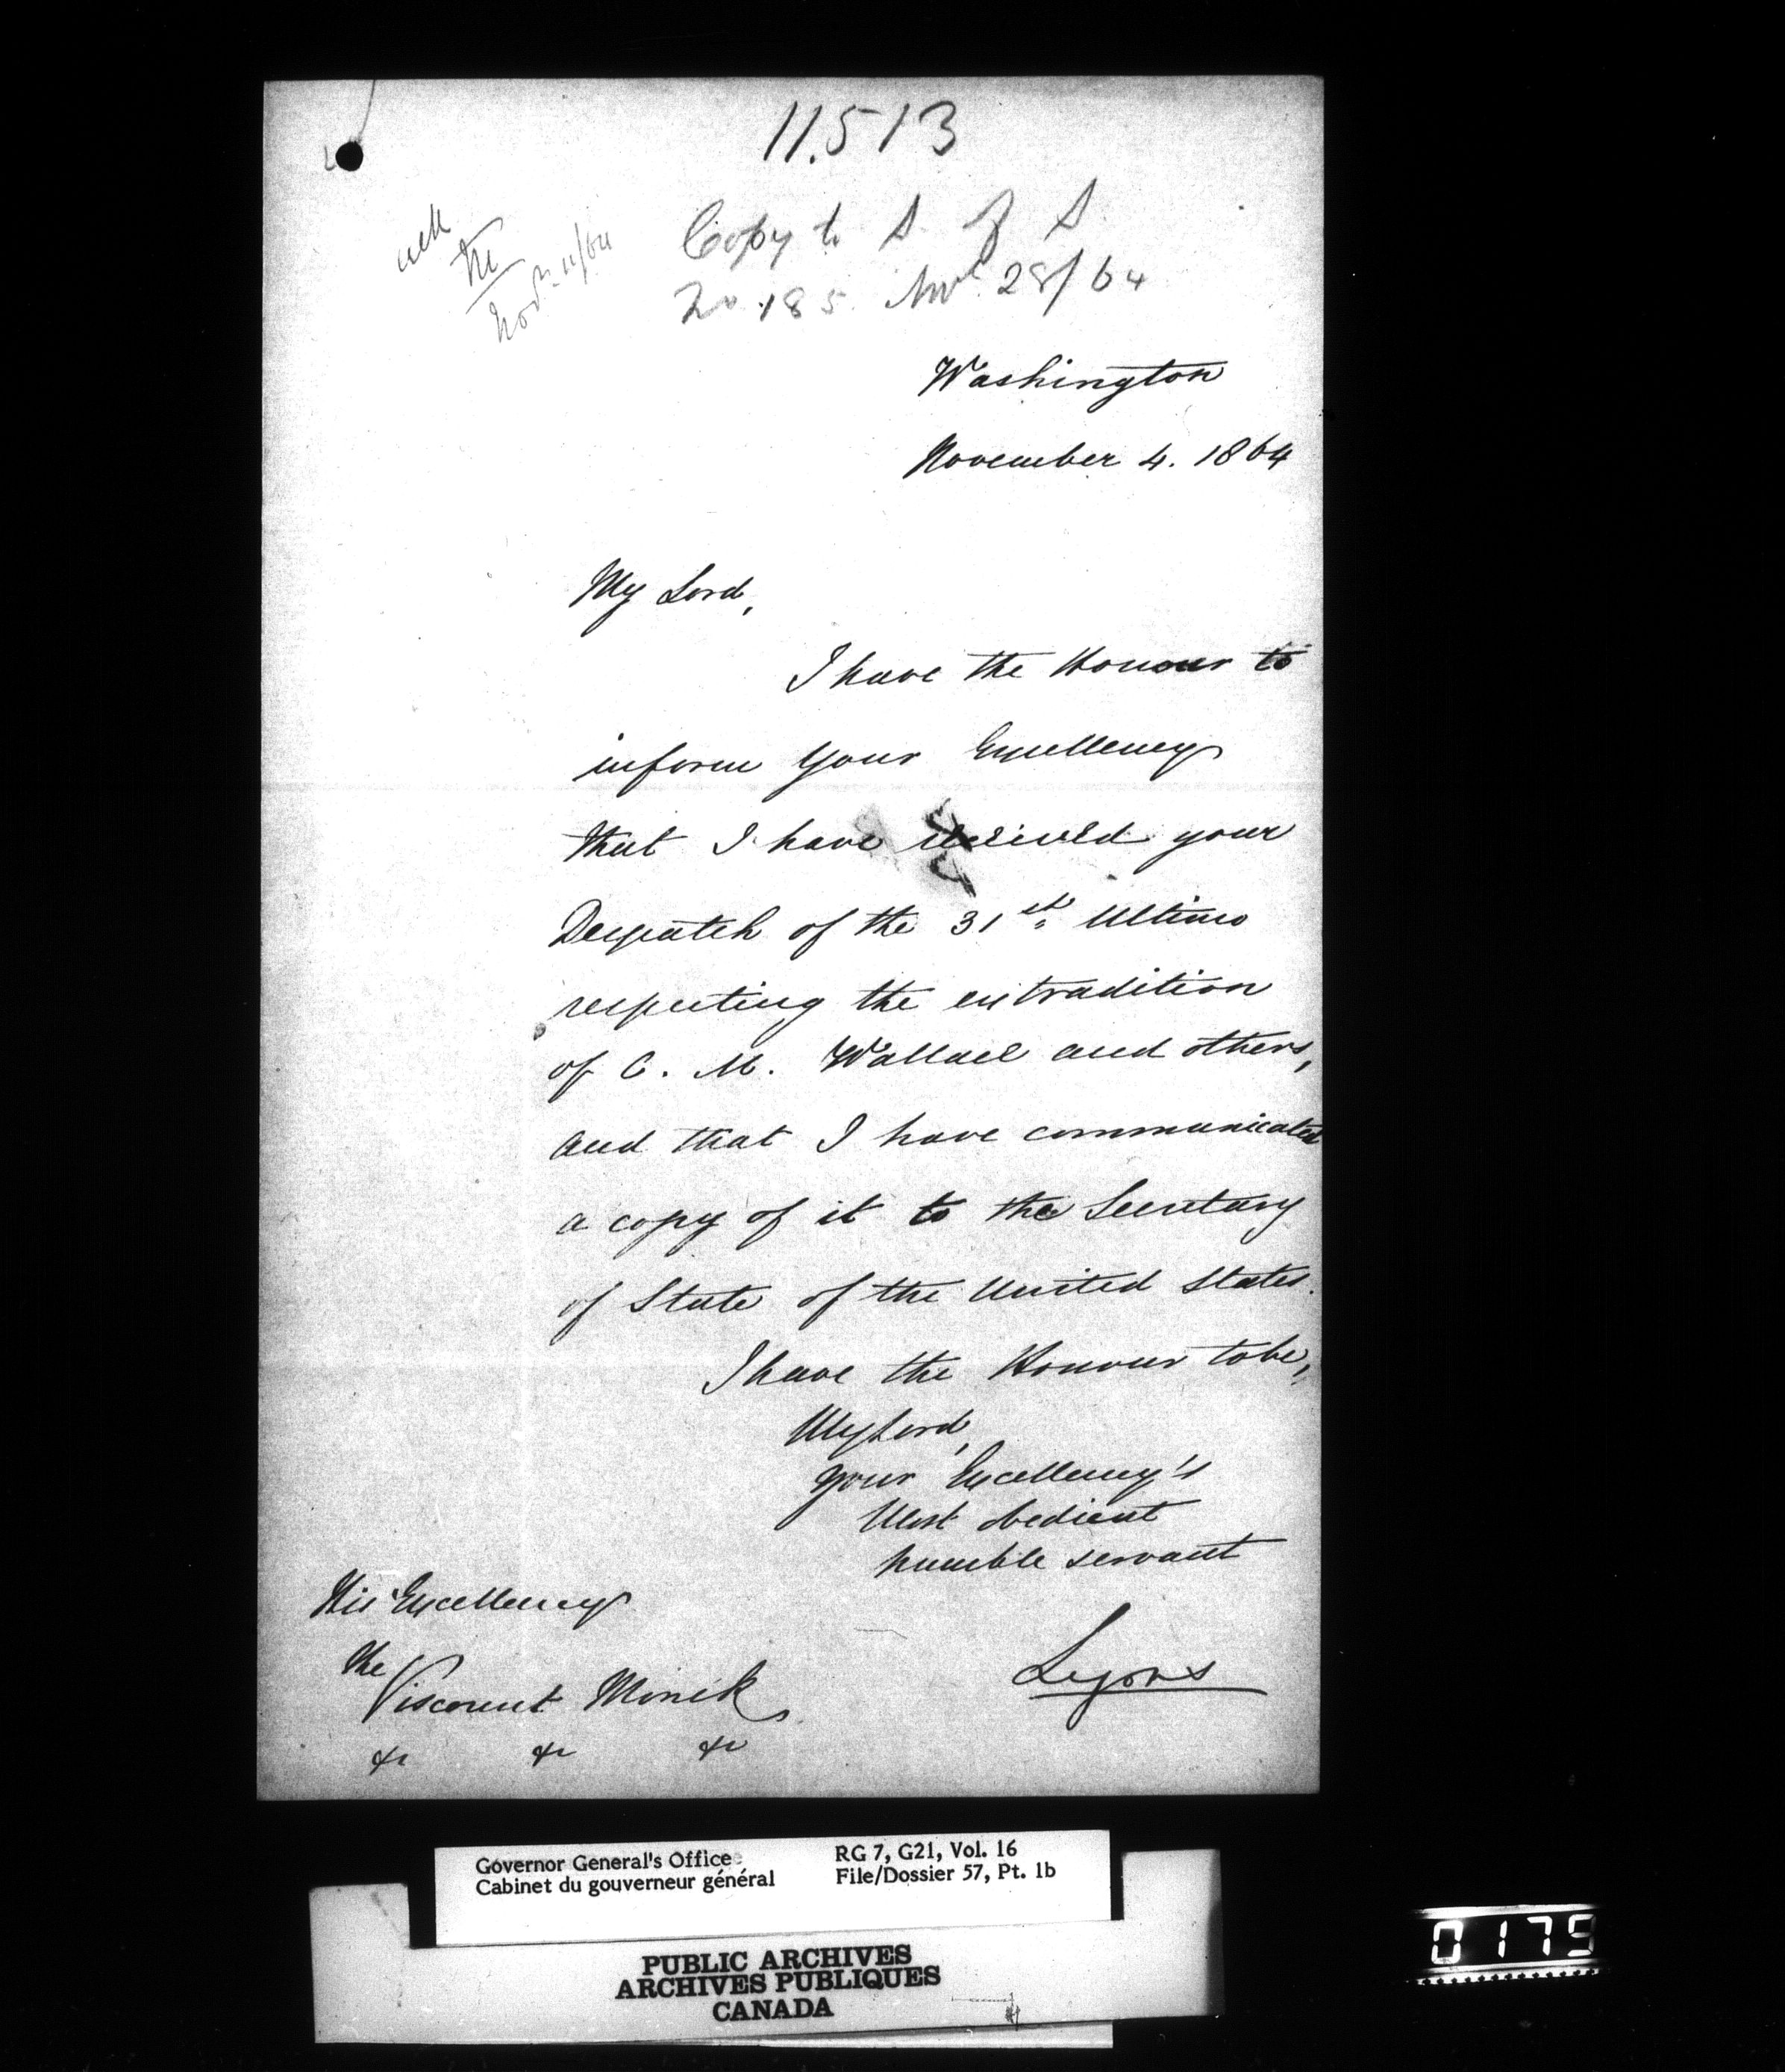 11.513
Copy to S of S
No 185. Nov 28/64
Nov 11/64
Washington
November 4. 1864
My Lord,
I have the Honour to
inform Your Excellency
that I have received your
Despatch of the 31st. Ultimo
respecting the extradition
of C. M. Wallace and others,
and that I have communicated
a copy of it to the Secretary
of State of the United States.
I have the Honour to be,
My Lord,
Your Excellency's
Most obedient
humble servant
Lyons
His Excellency
the
Viscount Monck
&c &c &c
Governor General's Office
Cabinet du gouverneur général
RG 7, G21, Vol. 16
File/Dossier 57, Pt. 1b
PUBLIC ARCHIVES
ARCHIVES PUBLIQUES
CANADA
0175